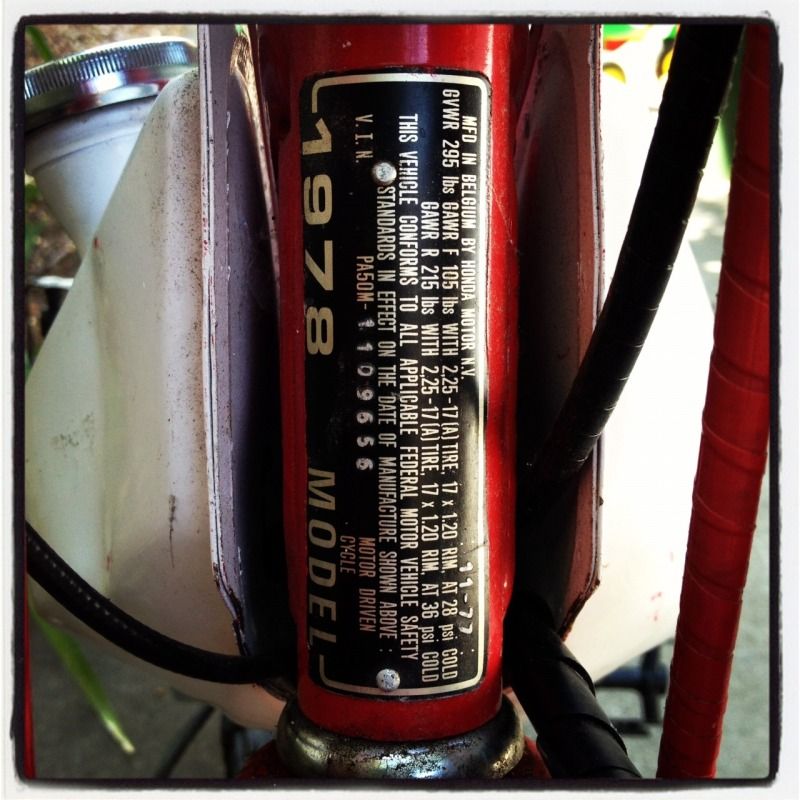 MFD IN BELGIUM BY HONDA MOTOR N.V. 11-77
GVWR 295 lbs GAWR F 105 lbs WITH 2.25-17(A)TIRE, 17 x 1.20 RIM, AT 28 psi COLD
GAWR R 215 lbs WITH 2.25-17(A)TIRE, 17 x 1.20 RIM, AT 36 psi COLD
THIS VEHICLE CONFORMS TO ALL APPLICABLE FEDERAL MOTOR VEHICLE SAFETY
STANDARDS IN EFFECT ON THE DATE OF MANUFACTURE SHOWN ABOVE :
V.I.N. PA50M-1109656 MOTOR DRIVEN
CYCLE
1978 MODEL